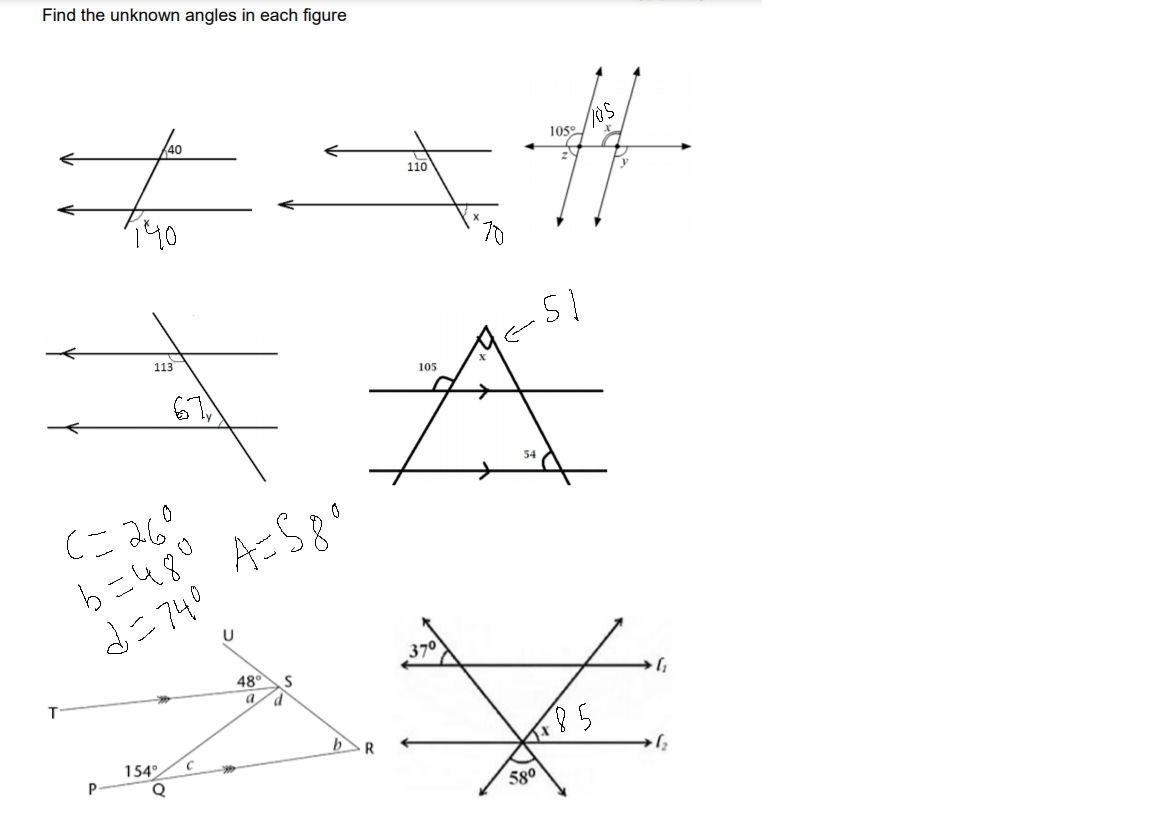 Find the unknown angles in each figure
40
x
140
110
x
70
105°
105
x
z
y
113
67
y
51
x
105
54
C = 26°
b = 48°
d = 74°
A = 58°
U
48°
S
a
d
T
b
R
154°
c
P
Q
37°
l₁
x
85
l₂
58°